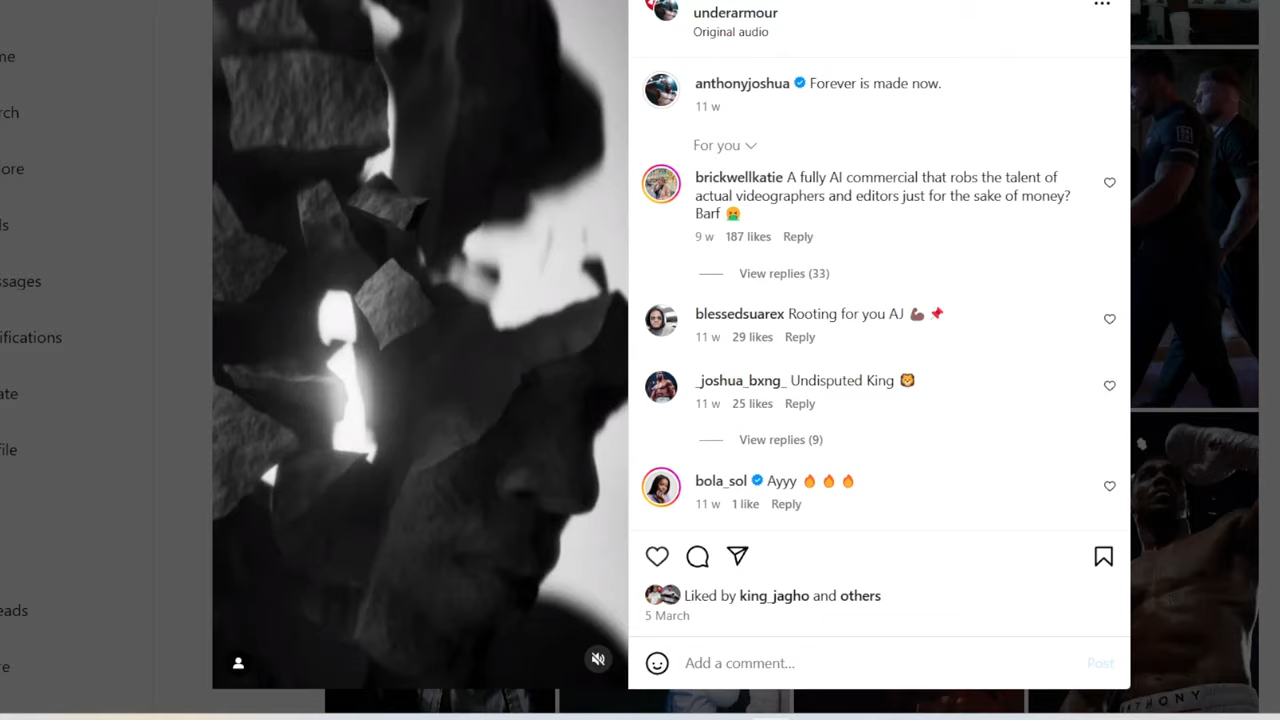 underarmour
Original audio
anthonyjoshua Forever is made now.
11 w
For you
brickwellkatie A fully AI commercial that robs the talent of
actual videographers and editors just for the sake of money?
Barf 🤮
9 w 187 likes Reply
View replies (33)
blessedsuarex Rooting for you AJ 💪🏿 📌
11 w 29 likes Reply
_joshua_bxng_ Undisputed King 🦁
11 w 25 likes Reply
View replies (9)
bola_sol Ayyy 🔥 🔥 🔥
11 w 1 like Reply
Liked by king_jagho and others
5 March
Add a comment... Post
me
rch
ore
ls
ssages
ifications
ate
file
eads
re
NTHONY